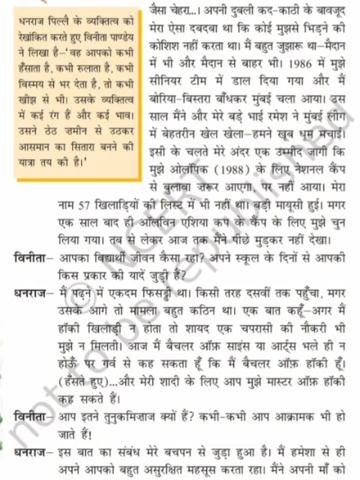 धनराज पिल्लै के व्यक्तित्व को
रेखांकित करते हुए विनीता पाण्डेय
ने लिखा है–'वह आपको कभी
हँसाता है, कभी रुलाता है, कभी
विस्मय से भर देता है, तो कभी
खीझ से भी। उसके व्यक्तित्व
में कई रंग हैं और कई भाव।
उसने ठेठ ज़मीन से उठकर
आसमान का सितारा बनने की
यात्रा तय की है।'
जैसा चेहरा...। अपनी दुबली कद-काठी के बावजूद
मेरा ऐसा दबदबा था कि कोई मुझसे भिड़ने की
कोशिश नहीं करता था। मैं बहुत जुझारू था–मैदान
में भी और मैदान से बाहर भी। 1986 में मुझे
सीनियर टीम में डाल दिया गया और मैं
बोरिया-बिस्तरा बाँधकर मुंबई चला आया। उस
साल मैंने और मेरे बड़े भाई रमेश ने मुंबई लीग
में बेहतरीन खेल खेला–हमने खूब धूम मचाई।
इसी के चलते मेरे अंदर एक उम्मीद जागी कि
मुझे ओलंपिक (1988) के लिए नेशनल कैंप
से बुलावा ज़रूर आएगा, पर नहीं आया। मेरा
नाम 57 खिलाड़ियों की लिस्ट में भी नहीं था। बड़ी मायूसी हुई। मगर
एक साल बाद ही ऑलविन एशिया कप के कैंप के लिए मुझे चुन
लिया गया। तब से लेकर आज तक मैंने पीछे मुड़कर नहीं देखा।
विनीता– आपका विद्यार्थी जीवन कैसा रहा? अपने स्कूल के दिनों से आपकी
किस प्रकार की यादें जुड़ी हैं?
धनराज– मैं पढ़ने में एकदम फिसड्डी था। किसी तरह दसवीं तक पहुँचा, मगर
उसके आगे तो मामला बहुत कठिन था। एक बात कहूँ–अगर मैं
हॉकी खिलाड़ी न होता तो शायद एक चपरासी की नौकरी भी
मुझे न मिलती। आज मैं बैचलर ऑफ़ साइंस या आर्ट्स भले ही न
होऊँ पर गर्व से कह सकता हूँ कि मैं बैचलर ऑफ़ हॉकी हूँ।
(हँसते हुए)...और मेरी शादी के लिए आप मुझे मास्टर ऑफ़ हॉकी
कह सकते हैं।
विनीता– आप इतने तुनुकमिज़ाज क्यों हैं? कभी-कभी आप आक्रामक भी हो
जाते हैं!
धनराज– इस बात का संबंध मेरे बचपन से जुड़ा हुआ है। मैं हमेशा से ही
अपने आपको बहुत असुरक्षित महसूस करता रहा। मैंने अपनी माँ को